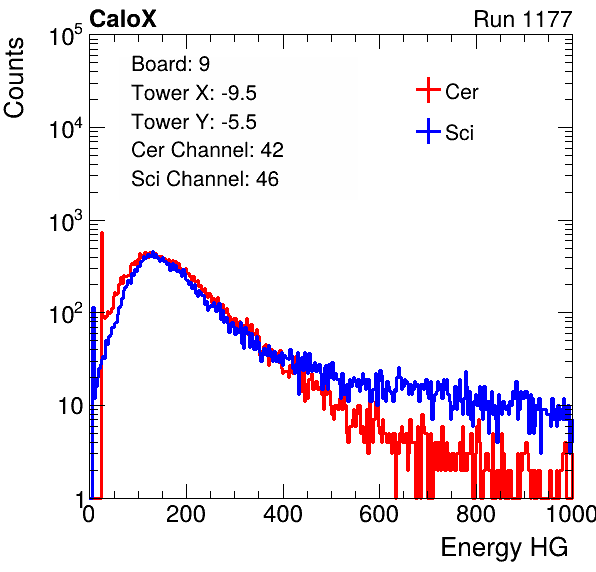 CaloX Run 1177
Counts
10^5
10^4
10^3
10^2
10
1
Board: 9
Tower X: -9.5
Tower Y: -5.5
Cer Channel: 42
Sci Channel: 46
Cer
Sci
0 200 400 600 800 1000
Energy HG